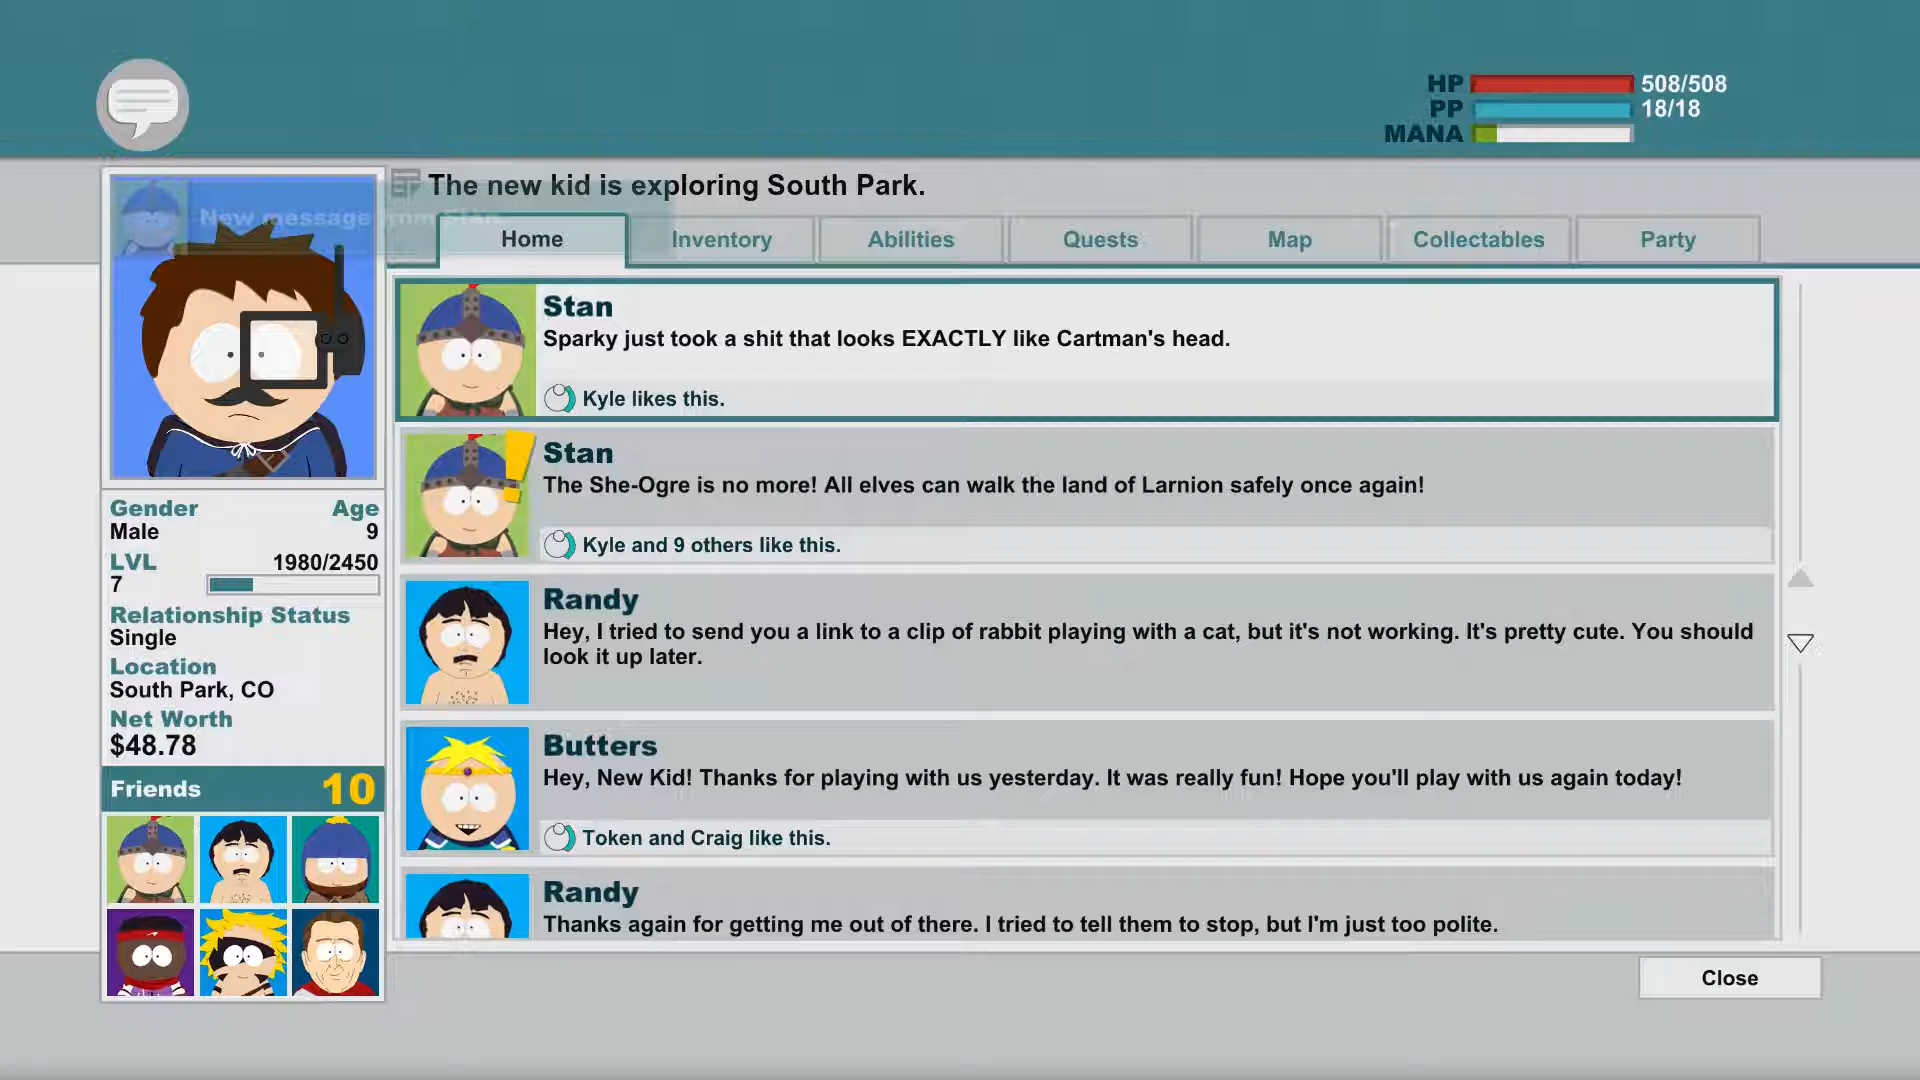 HP 508/508
PP 18/18
MANA
The new kid is exploring South Park.
New message from Stan
Home Inventory Abilities Quests Map Collectables Party
Stan
Sparky just took a shit that looks EXACTLY like Cartman's head.
Kyle likes this.
Stan
The She-Ogre is no more! All elves can walk the land of Larnion safely once again!
Kyle and 9 others like this.
Randy
Hey, I tried to send you a link to a clip of rabbit playing with a cat, but it's not working. It's pretty cute. You should
look it up later.
Butters
Hey, New Kid! Thanks for playing with us yesterday. It was really fun! Hope you'll play with us again today!
Token and Craig like this.
Randy
Thanks again for getting me out of there. I tried to tell them to stop, but I'm just too polite.
Gender Age
Male 9
LVL 1980/2450
7
Relationship Status
Single
Location
South Park, CO
Net Worth
$48.78
Friends 10
Close